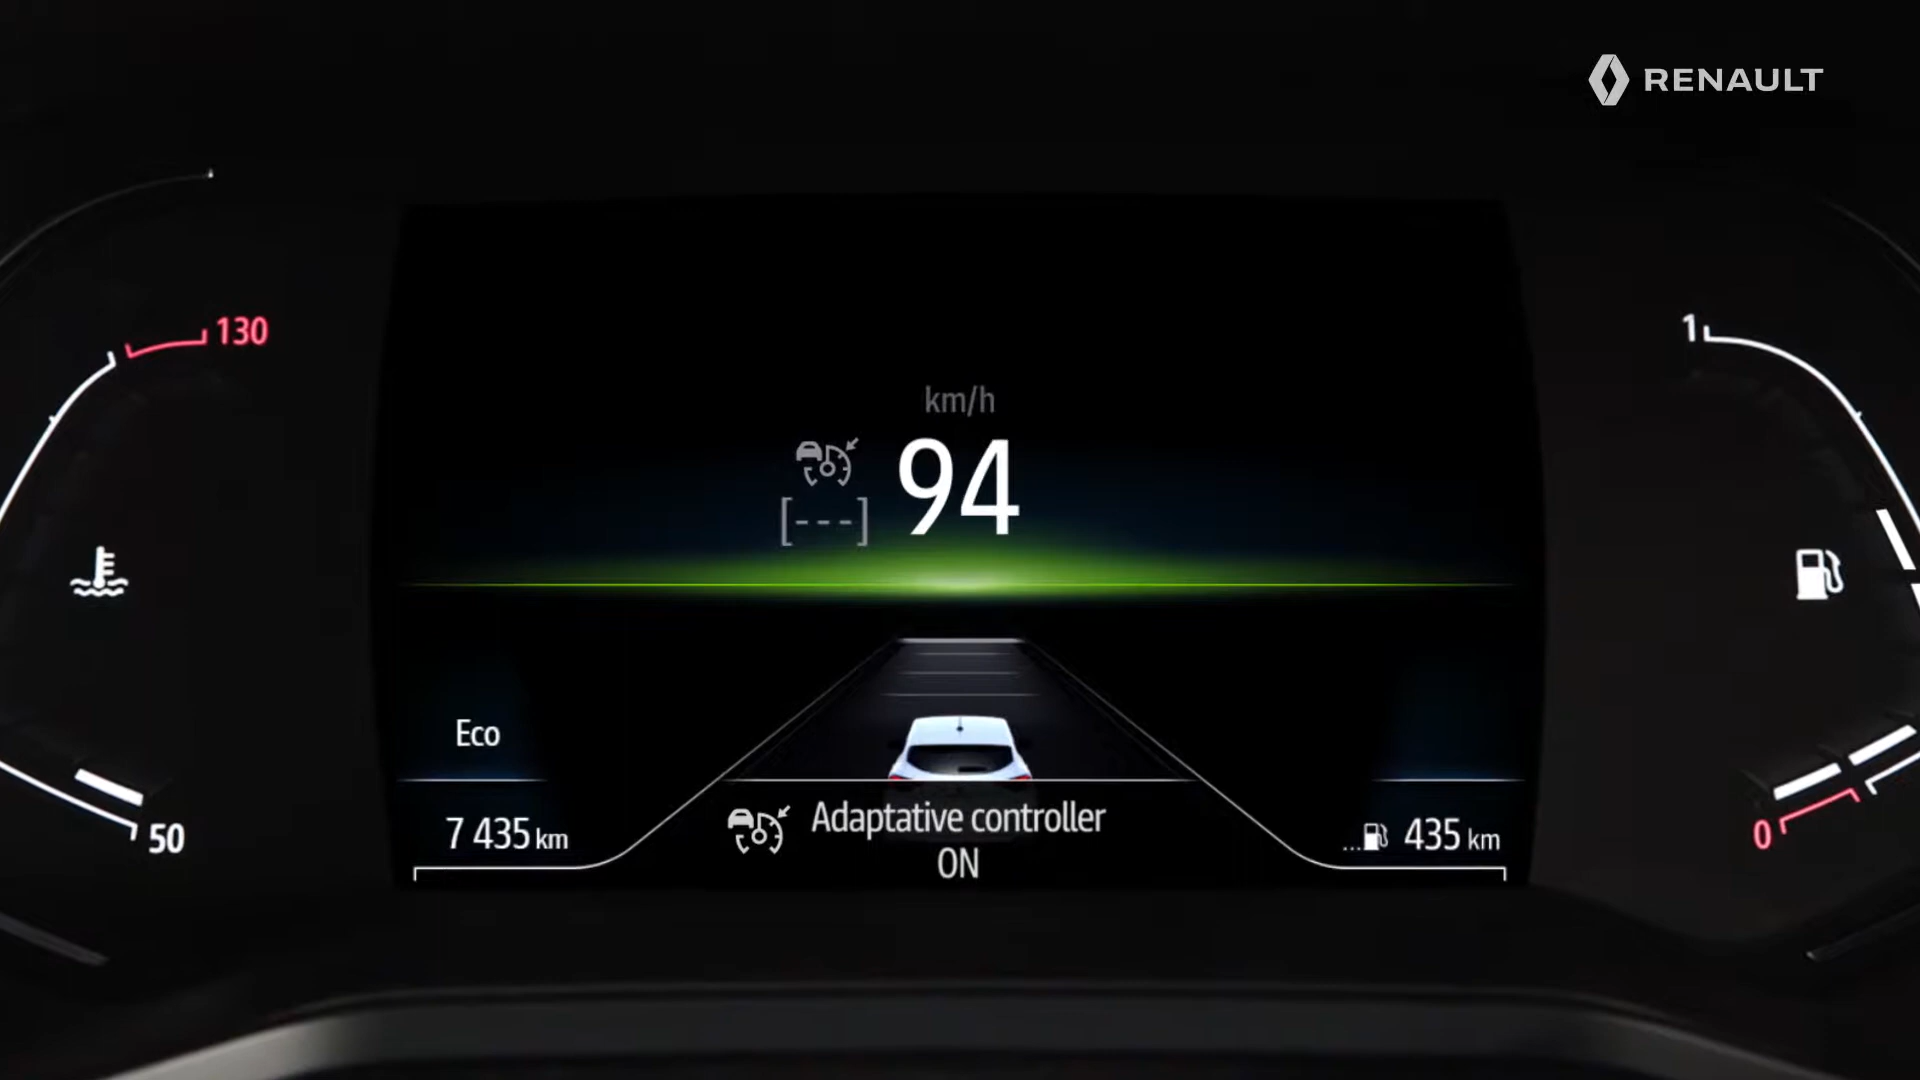 RENAULT
130
1
km/h
94
[---]
Eco
50
7 435 km
Adaptative controller
ON
...435 km
0